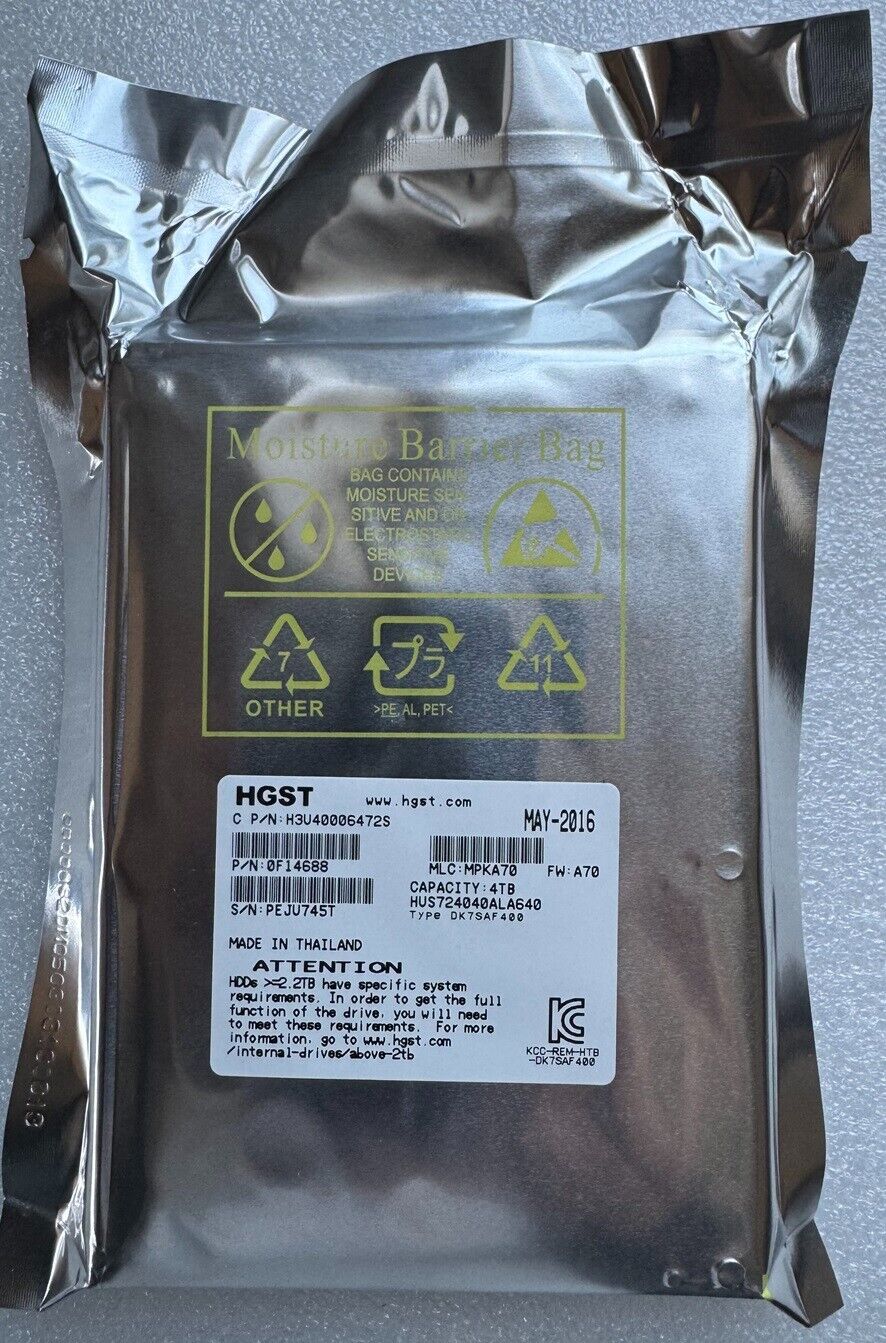 Moisture Barrier Bag
BAG CONTAINS
MOISTURE SEN
SITIVE AND OR
ELECTROSTATIC
SENSITIVE
DEVICES
7
プラ
11
OTHER
>PE, AL, PET<
HGST www.hgst.com
C P/N:H3U40006472S
MAY-2016
P/N:0F14688
MLC:MPKA70 FW:A70
CAPACITY:4TB
HUS724040ALA640
Type DK7SAF400
S/N:PEJU745T
MADE IN THAILAND
ATTENTION
HDDs >=2.2TB have specific system
requirements. In order to get the full
function of the drive, you will need
to meet these requirements. For more
information, go to www.hgst.com
/internal-drives/above-2tb
KCC-REM-HTB
-DK7SAF400